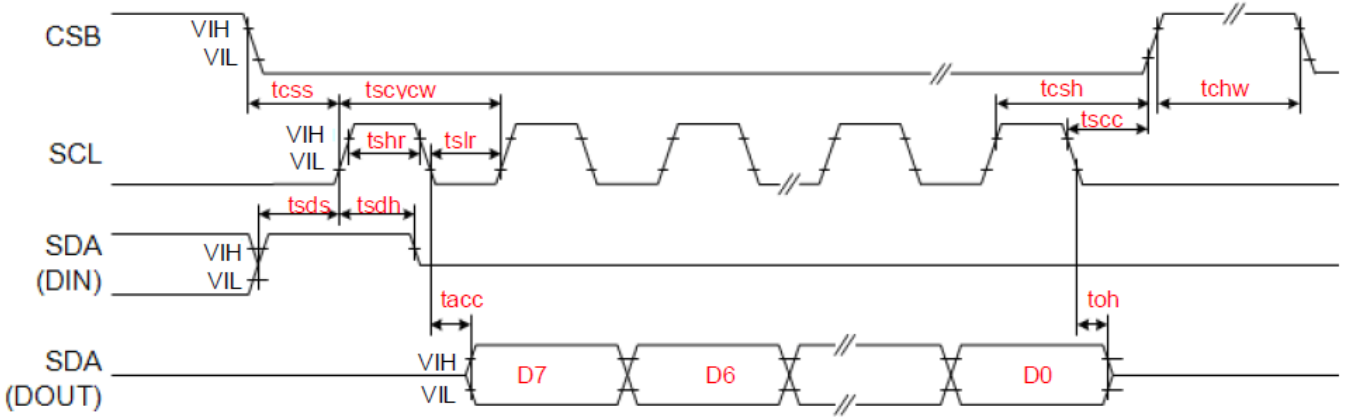 CSB
VIH
VIL
tcss
tscycw
tcsh
tchw
tscc
SCL
VIH
VIL
tshr
tslr
tsds
tsdh
SDA
(DIN)
VIH
VIL
tacc
toh
SDA
(DOUT)
VIH
VIL
D7
D6
D0